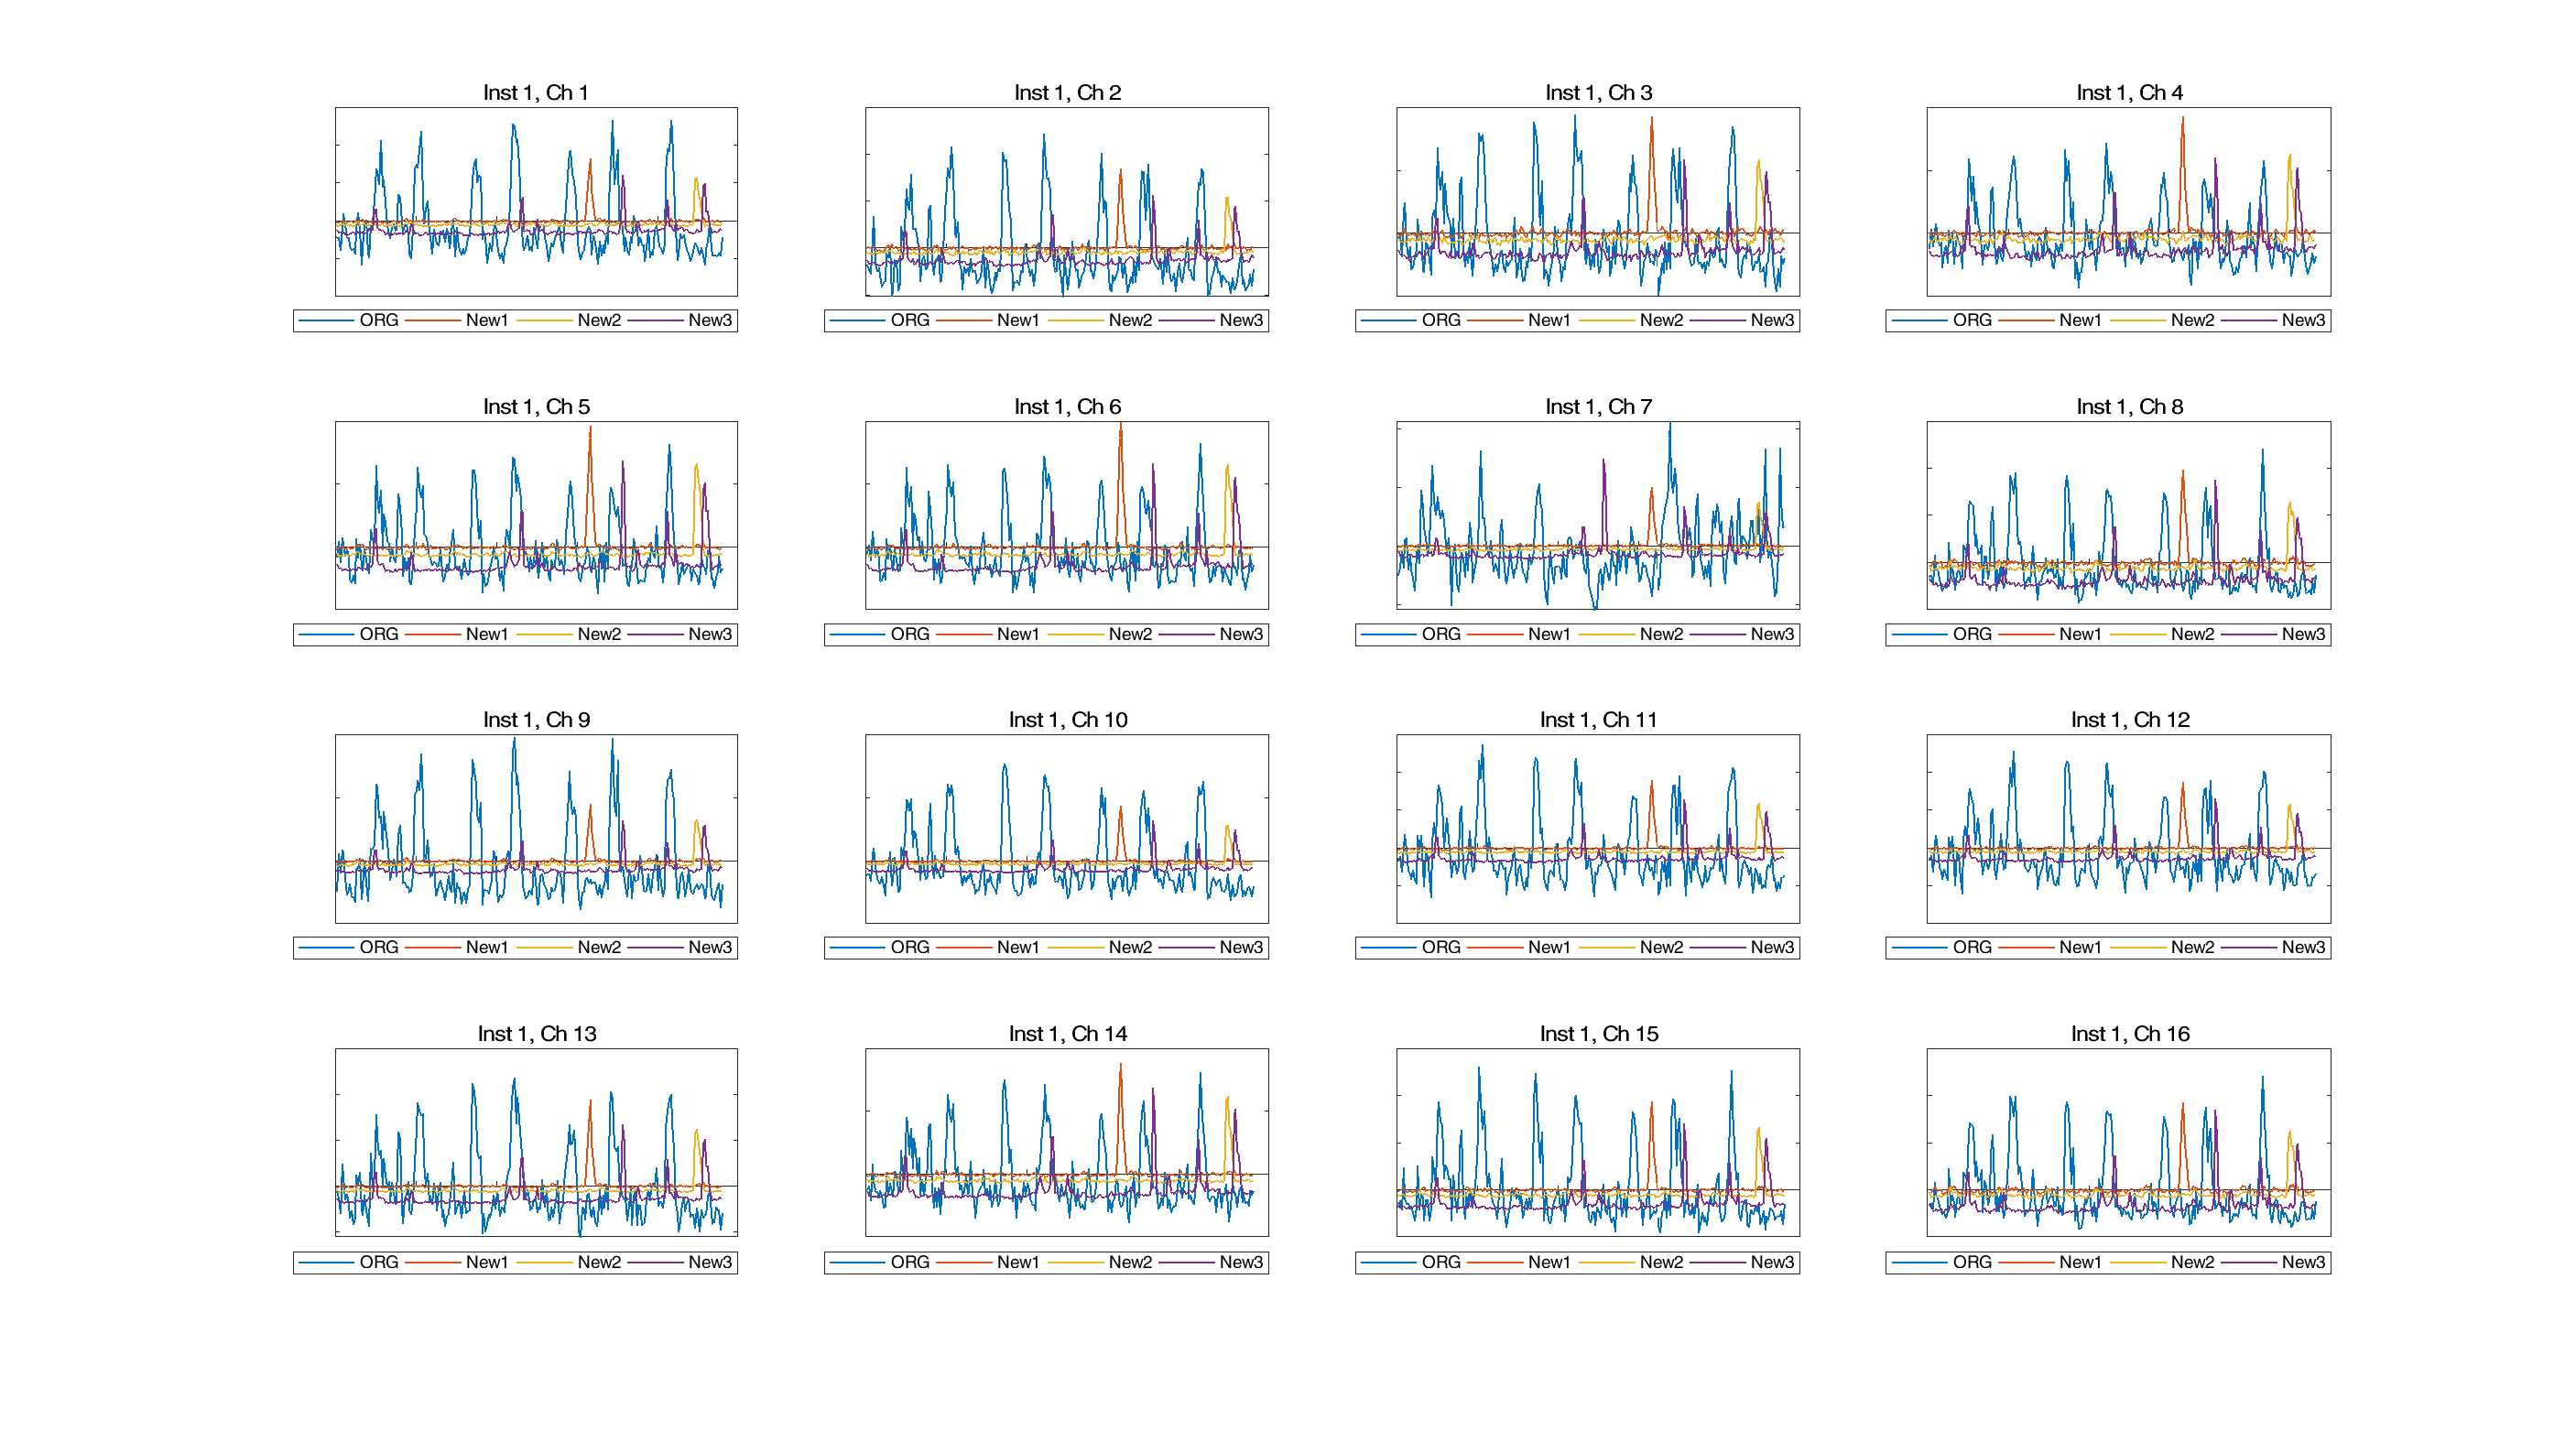 Inst 1, Ch 1
ORG New1 New2 New3
Inst 1, Ch 2
ORG New1 New2 New3
Inst 1, Ch 3
ORG New1 New2 New3
Inst 1, Ch 4
ORG New1 New2 New3
Inst 1, Ch 5
ORG New1 New2 New3
Inst 1, Ch 6
ORG New1 New2 New3
Inst 1, Ch 7
ORG New1 New2 New3
Inst 1, Ch 8
ORG New1 New2 New3
Inst 1, Ch 9
ORG New1 New2 New3
Inst 1, Ch 10
ORG New1 New2 New3
Inst 1, Ch 11
ORG New1 New2 New3
Inst 1, Ch 12
ORG New1 New2 New3
Inst 1, Ch 13
ORG New1 New2 New3
Inst 1, Ch 14
ORG New1 New2 New3
Inst 1, Ch 15
ORG New1 New2 New3
Inst 1, Ch 16
ORG New1 New2 New3